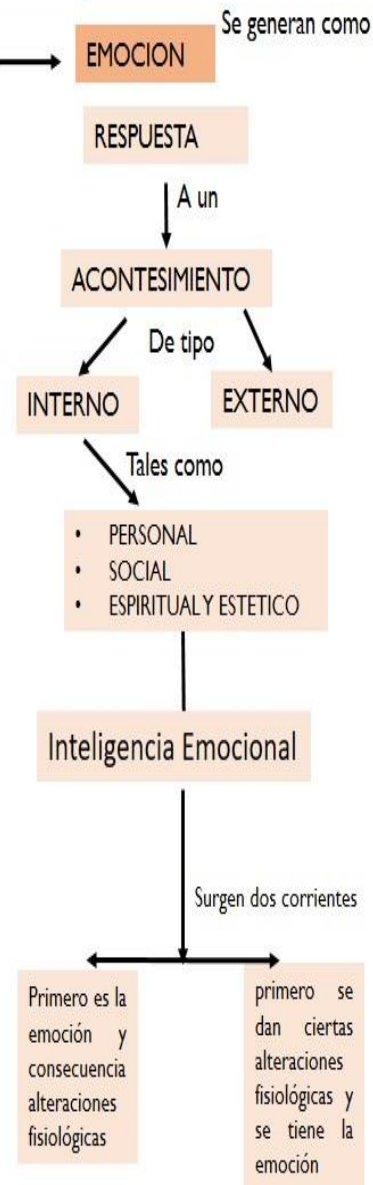 Se generan como
EMOCION
RESPUESTA
A un
ACONTESIMIENTO
De tipo
INTERNO
EXTERNO
Tales como
• PERSONAL
• SOCIAL
• ESPIRITUAL Y ESTETICO
Inteligencia Emocional
Surgen dos corrientes
Primero es la
emoción y
consecuencia
alteraciones
fisiológicas
primero se
dan ciertas
alteraciones
fisiológicas y
se tiene la
emoción